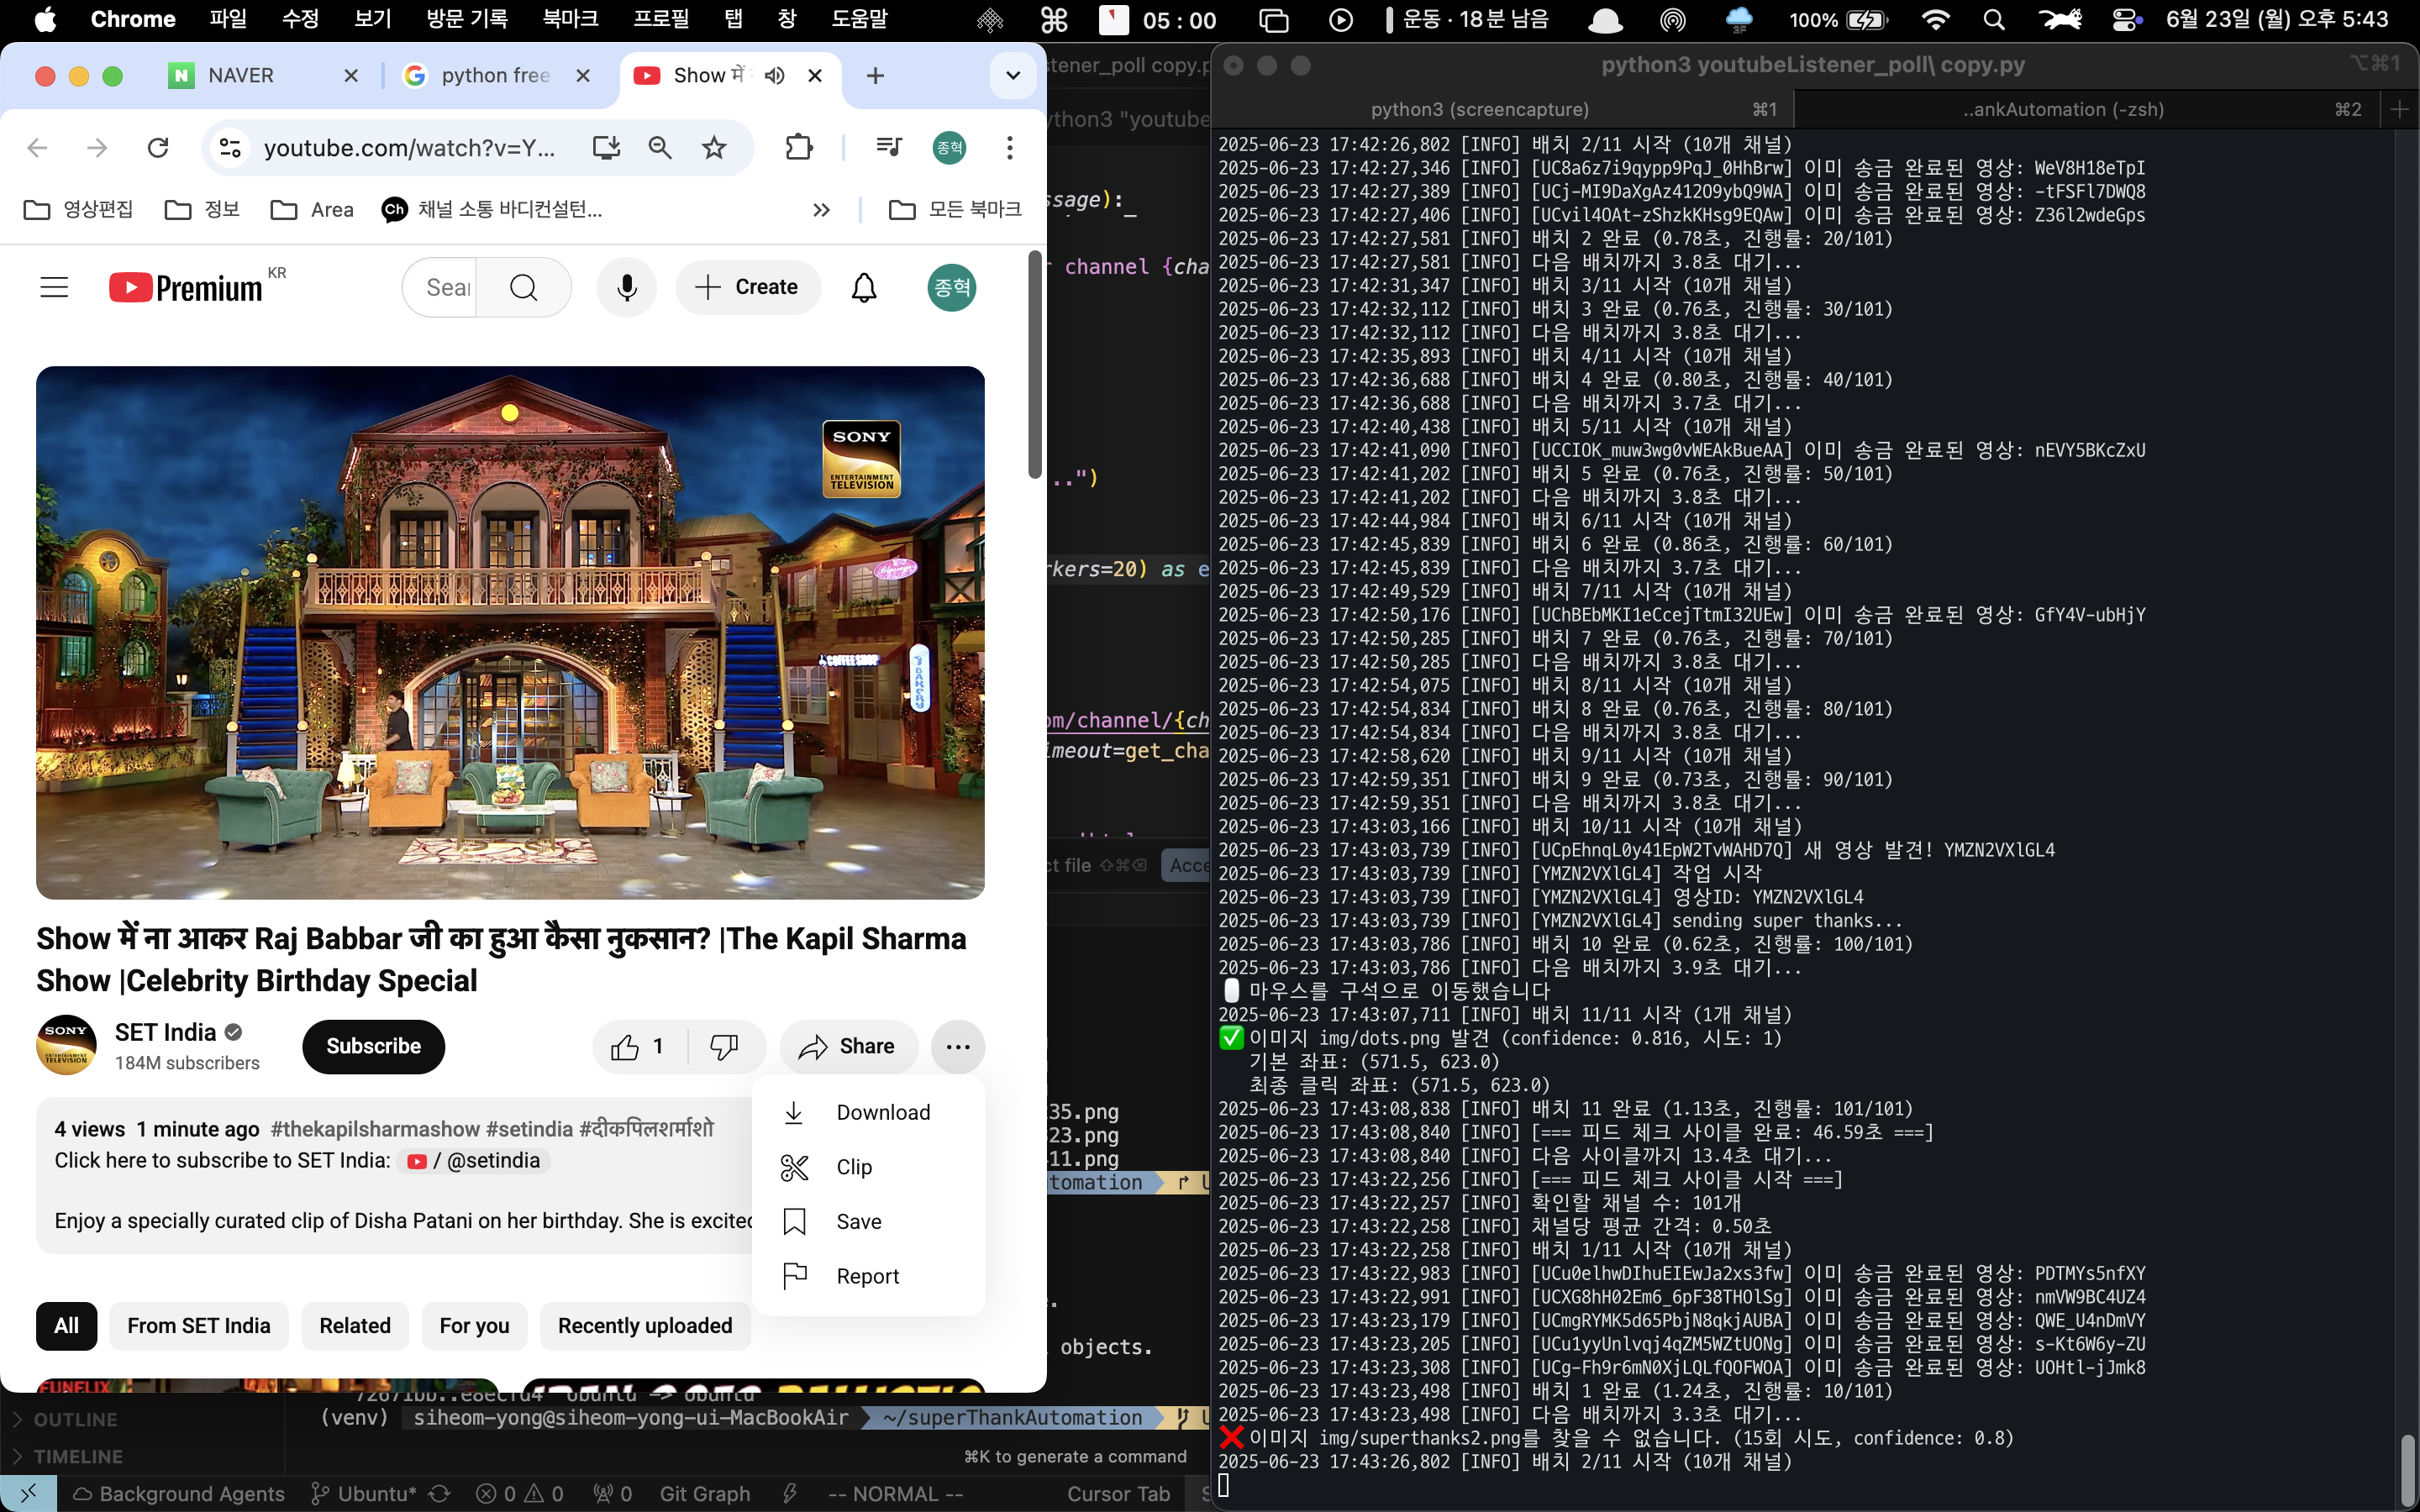 Chrome 파일 수정 보기 방문 기록 북마크 프로필 탭 창 도움말
05 : 00
운동 · 18분 남음
100%
6월 23일 (월) 오후 5:43
NAVER
python free
Show में
youtube.com/watch?v=Y...
종혁
영상편집
정보
Area
채널 소통 바디컨설턴...
모든 북마크
Premium KR
Sear
Create
종혁
SONY
ENTERTAINMENT
TELEVISION
COFFEE SHOP
BAKERY
Show में ना आकर Raj Babbar जी का हुआ कैसा नुकसान? |The Kapil Sharma
Show |Celebrity Birthday Special
SET India
184M subscribers
Subscribe
1
Share
Download
Clip
Save
Report
4 views 1 minute ago #thekapilsharmashow #setindia #दीकपिलशर्माशो
Click here to subscribe to SET India: / @setindia
Enjoy a specially curated clip of Disha Patani on her birthday. She is excited
All
From SET India
Related
For you
Recently uploaded
FUNFLIX
stener_poll copy.p
ython3 "youtube
ssage):
r channel {cha
..")
rkers=20) as e
om/channel/{ch
imeout=get_cha
ct file
35.png
23.png
11.png
tomation
objects.
(venv) siheom-yong@siheom-yong-ui-MacBookAir ~/superThankAutomation
OUTLINE
TIMELINE
⌘K to generate a command
Background Agents
Ubuntu*
0 0
0
Git Graph
-- NORMAL --
Cursor Tab
python3 youtubeListener_poll\ copy.py
⌥⌘1
python3 (screencapture) ⌘1
..ankAutomation (-zsh) ⌘2
2025-06-23 17:42:26,802 [INFO] 배치 2/11 시작 (10개 채널)
2025-06-23 17:42:27,346 [INFO] [UC8a6z7i9qypp9PqJ_0HhBrw] 이미 송금 완료된 영상: WeV8H18eTpI
2025-06-23 17:42:27,389 [INFO] [UCj-MI9DaXgAz412O9ybQ9WA] 이미 송금 완료된 영상: -tFSFl7DWQ8
2025-06-23 17:42:27,406 [INFO] [UCvil4OAt-zShzkKHsg9EQAw] 이미 송금 완료된 영상: Z36l2wdeGps
2025-06-23 17:42:27,581 [INFO] 배치 2 완료 (0.78초, 진행률: 20/101)
2025-06-23 17:42:27,581 [INFO] 다음 배치까지 3.8초 대기...
2025-06-23 17:42:31,347 [INFO] 배치 3/11 시작 (10개 채널)
2025-06-23 17:42:32,112 [INFO] 배치 3 완료 (0.76초, 진행률: 30/101)
2025-06-23 17:42:32,112 [INFO] 다음 배치까지 3.8초 대기...
2025-06-23 17:42:35,893 [INFO] 배치 4/11 시작 (10개 채널)
2025-06-23 17:42:36,688 [INFO] 배치 4 완료 (0.80초, 진행률: 40/101)
2025-06-23 17:42:36,688 [INFO] 다음 배치까지 3.7초 대기...
2025-06-23 17:42:40,438 [INFO] 배치 5/11 시작 (10개 채널)
2025-06-23 17:42:41,090 [INFO] [UCCIOK_muw3wg0vWEAkBueAA] 이미 송금 완료된 영상: nEVY5BKcZxU
2025-06-23 17:42:41,202 [INFO] 배치 5 완료 (0.76초, 진행률: 50/101)
2025-06-23 17:42:41,202 [INFO] 다음 배치까지 3.8초 대기...
2025-06-23 17:42:44,984 [INFO] 배치 6/11 시작 (10개 채널)
2025-06-23 17:42:45,839 [INFO] 배치 6 완료 (0.86초, 진행률: 60/101)
2025-06-23 17:42:45,839 [INFO] 다음 배치까지 3.7초 대기...
2025-06-23 17:42:49,529 [INFO] 배치 7/11 시작 (10개 채널)
2025-06-23 17:42:50,176 [INFO] [UChBEbMKI1eCcejTtmI32UEw] 이미 송금 완료된 영상: GfY4V-ubHjY
2025-06-23 17:42:50,285 [INFO] 배치 7 완료 (0.76초, 진행률: 70/101)
2025-06-23 17:42:50,285 [INFO] 다음 배치까지 3.8초 대기...
2025-06-23 17:42:54,075 [INFO] 배치 8/11 시작 (10개 채널)
2025-06-23 17:42:54,834 [INFO] 배치 8 완료 (0.76초, 진행률: 80/101)
2025-06-23 17:42:54,834 [INFO] 다음 배치까지 3.8초 대기...
2025-06-23 17:42:58,620 [INFO] 배치 9/11 시작 (10개 채널)
2025-06-23 17:42:59,351 [INFO] 배치 9 완료 (0.73초, 진행률: 90/101)
2025-06-23 17:42:59,351 [INFO] 다음 배치까지 3.8초 대기...
2025-06-23 17:43:03,166 [INFO] 배치 10/11 시작 (10개 채널)
2025-06-23 17:43:03,739 [INFO] [UCpEhnqL0y41EpW2TvWAHD7Q] 새 영상 발견! YMZN2VXlGL4
2025-06-23 17:43:03,739 [INFO] [YMZN2VXlGL4] 작업 시작
2025-06-23 17:43:03,739 [INFO] [YMZN2VXlGL4] 영상ID: YMZN2VXlGL4
2025-06-23 17:43:03,739 [INFO] [YMZN2VXlGL4] sending super thanks...
2025-06-23 17:43:03,786 [INFO] 배치 10 완료 (0.62초, 진행률: 100/101)
2025-06-23 17:43:03,786 [INFO] 다음 배치까지 3.9초 대기...
마우스를 구석으로 이동했습니다
2025-06-23 17:43:07,711 [INFO] 배치 11/11 시작 (1개 채널)
✅ 이미지 img/dots.png 발견 (confidence: 0.816, 시도: 1)
기본 좌표: (571.5, 623.0)
최종 클릭 좌표: (571.5, 623.0)
2025-06-23 17:43:08,838 [INFO] 배치 11 완료 (1.13초, 진행률: 101/101)
2025-06-23 17:43:08,840 [INFO] [=== 피드 체크 사이클 완료: 46.59초 ===]
2025-06-23 17:43:08,840 [INFO] 다음 사이클까지 13.4초 대기...
2025-06-23 17:43:22,256 [INFO] [=== 피드 체크 사이클 시작 ===]
2025-06-23 17:43:22,257 [INFO] 확인할 채널 수: 101개
2025-06-23 17:43:22,258 [INFO] 채널당 평균 간격: 0.50초
2025-06-23 17:43:22,258 [INFO] 배치 1/11 시작 (10개 채널)
2025-06-23 17:43:22,983 [INFO] [UCu0elhwDIhuEIEwJa2xs3fw] 이미 송금 완료된 영상: PDTMYs5nfXY
2025-06-23 17:43:22,991 [INFO] [UCXG8hH02Em6_6pF38THOlSg] 이미 송금 완료된 영상: nmVW9BC4UZ4
2025-06-23 17:43:23,179 [INFO] [UCmgRYMK5d65PbjN8qkjAUBA] 이미 송금 완료된 영상: QWE_U4nDmVY
2025-06-23 17:43:23,205 [INFO] [UCu1yyUnlvqj4qZM5WZtUONg] 이미 송금 완료된 영상: s-Kt6W6y-ZU
2025-06-23 17:43:23,308 [INFO] [UCg-Fh9r6mN0XjLQLfQOFWOA] 이미 송금 완료된 영상: UOHtl-jJmk8
2025-06-23 17:43:23,498 [INFO] 배치 1 완료 (1.24초, 진행률: 10/101)
2025-06-23 17:43:23,498 [INFO] 다음 배치까지 3.3초 대기...
❌ 이미지 img/superthanks2.png를 찾을 수 없습니다. (15회 시도, confidence: 0.8)
2025-06-23 17:43:26,802 [INFO] 배치 2/11 시작 (10개 채널)